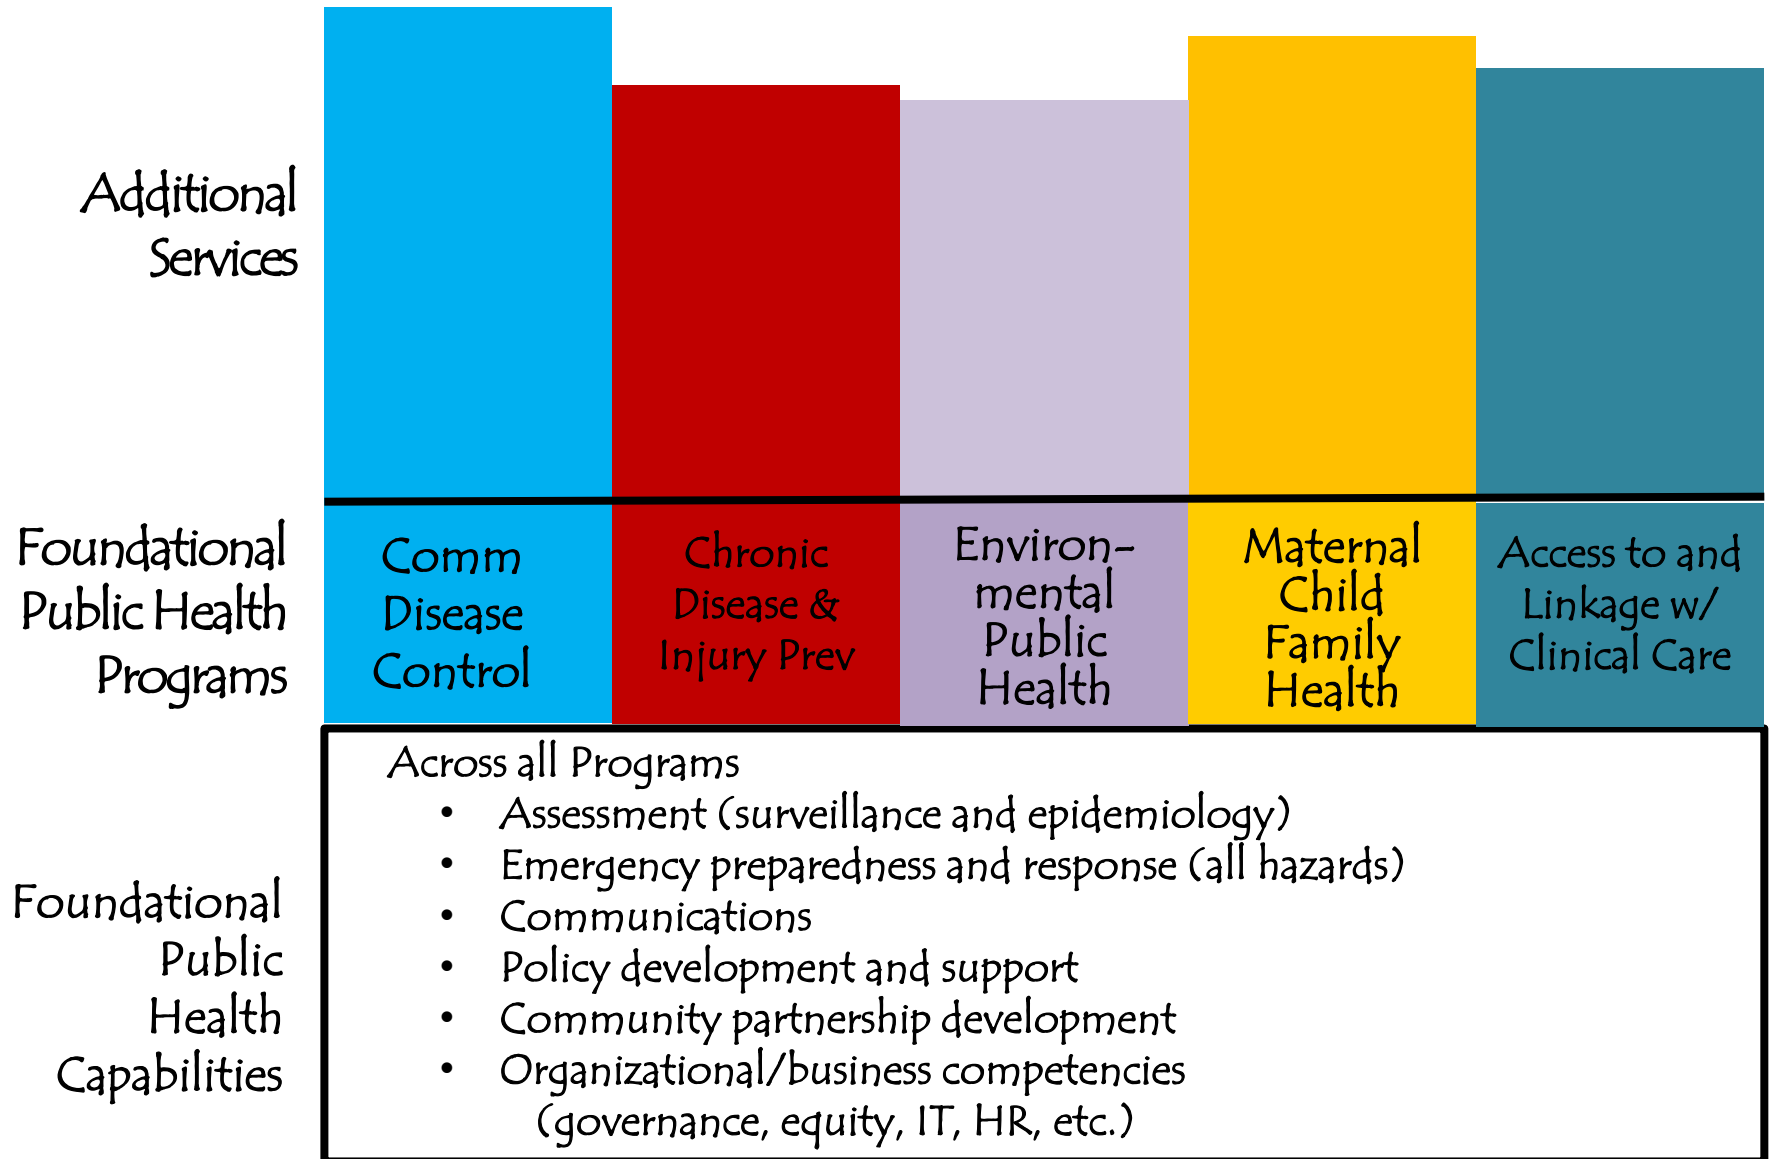 Additional
Services
Foundational
Public Health
Programs
Comm
Disease
Control
Chronic
Disease &
Injury Prev
Environ-
mental
Public
Health
Maternal
Child
Family
Health
Access to and
Linkage w/
Clinical Care
Foundational
Public
Health
Capabilities
Across all Programs
• Assessment (surveillance and epidemiology)
• Emergency preparedness and response (all hazards)
• Communications
• Policy development and support
• Community partnership development
• Organizational/business competencies
(governance, equity, IT, HR, etc.)